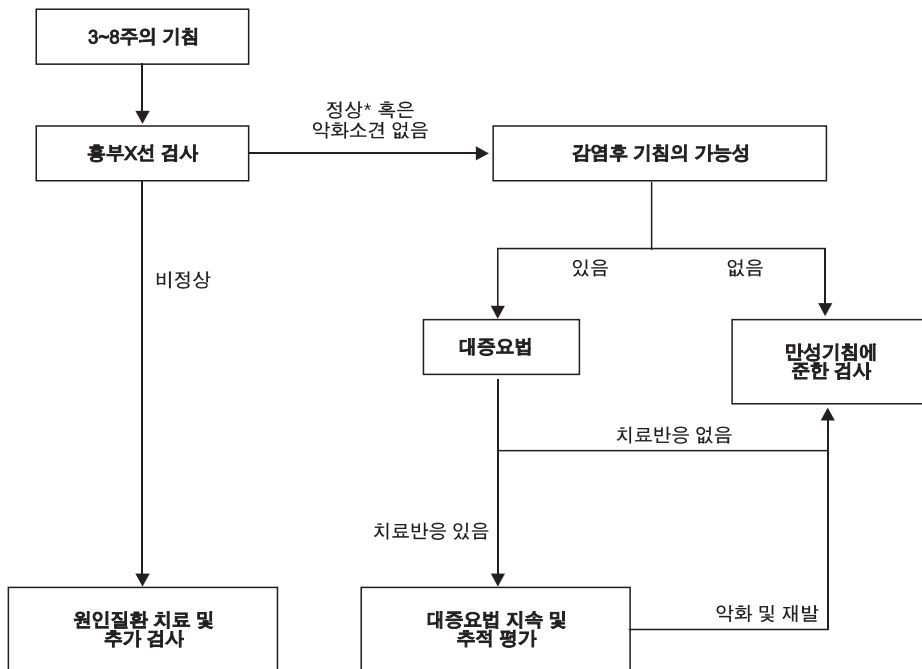 3~8주의 기침
정상* 혹은
악화소견 없음
흉부X선 검사
감염후 기침의 가능성
비정상
있음
없음
대증요법
만성기침에
준한 검사
치료반응 없음
치료반응 있음
원인질환 치료 및
추가 검사
대증요법 지속 및
추적 평가
악화 및 재발